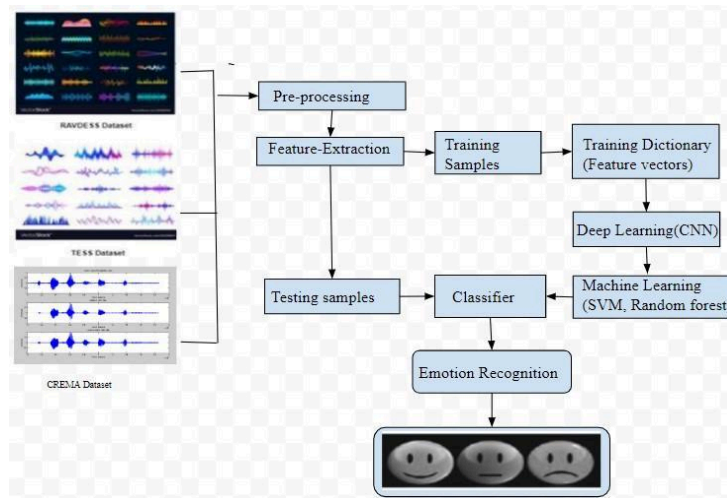 RAVDESS Dataset
TESS Dataset
CREMA Dataset
Pre-processing
Feature-Extraction
Training
Samples
Training Dictionary
(Feature vectors)
Deep Learning(CNN)
Machine Learning
(SVM, Random forest
Testing samples
Classifier
Emotion Recognition